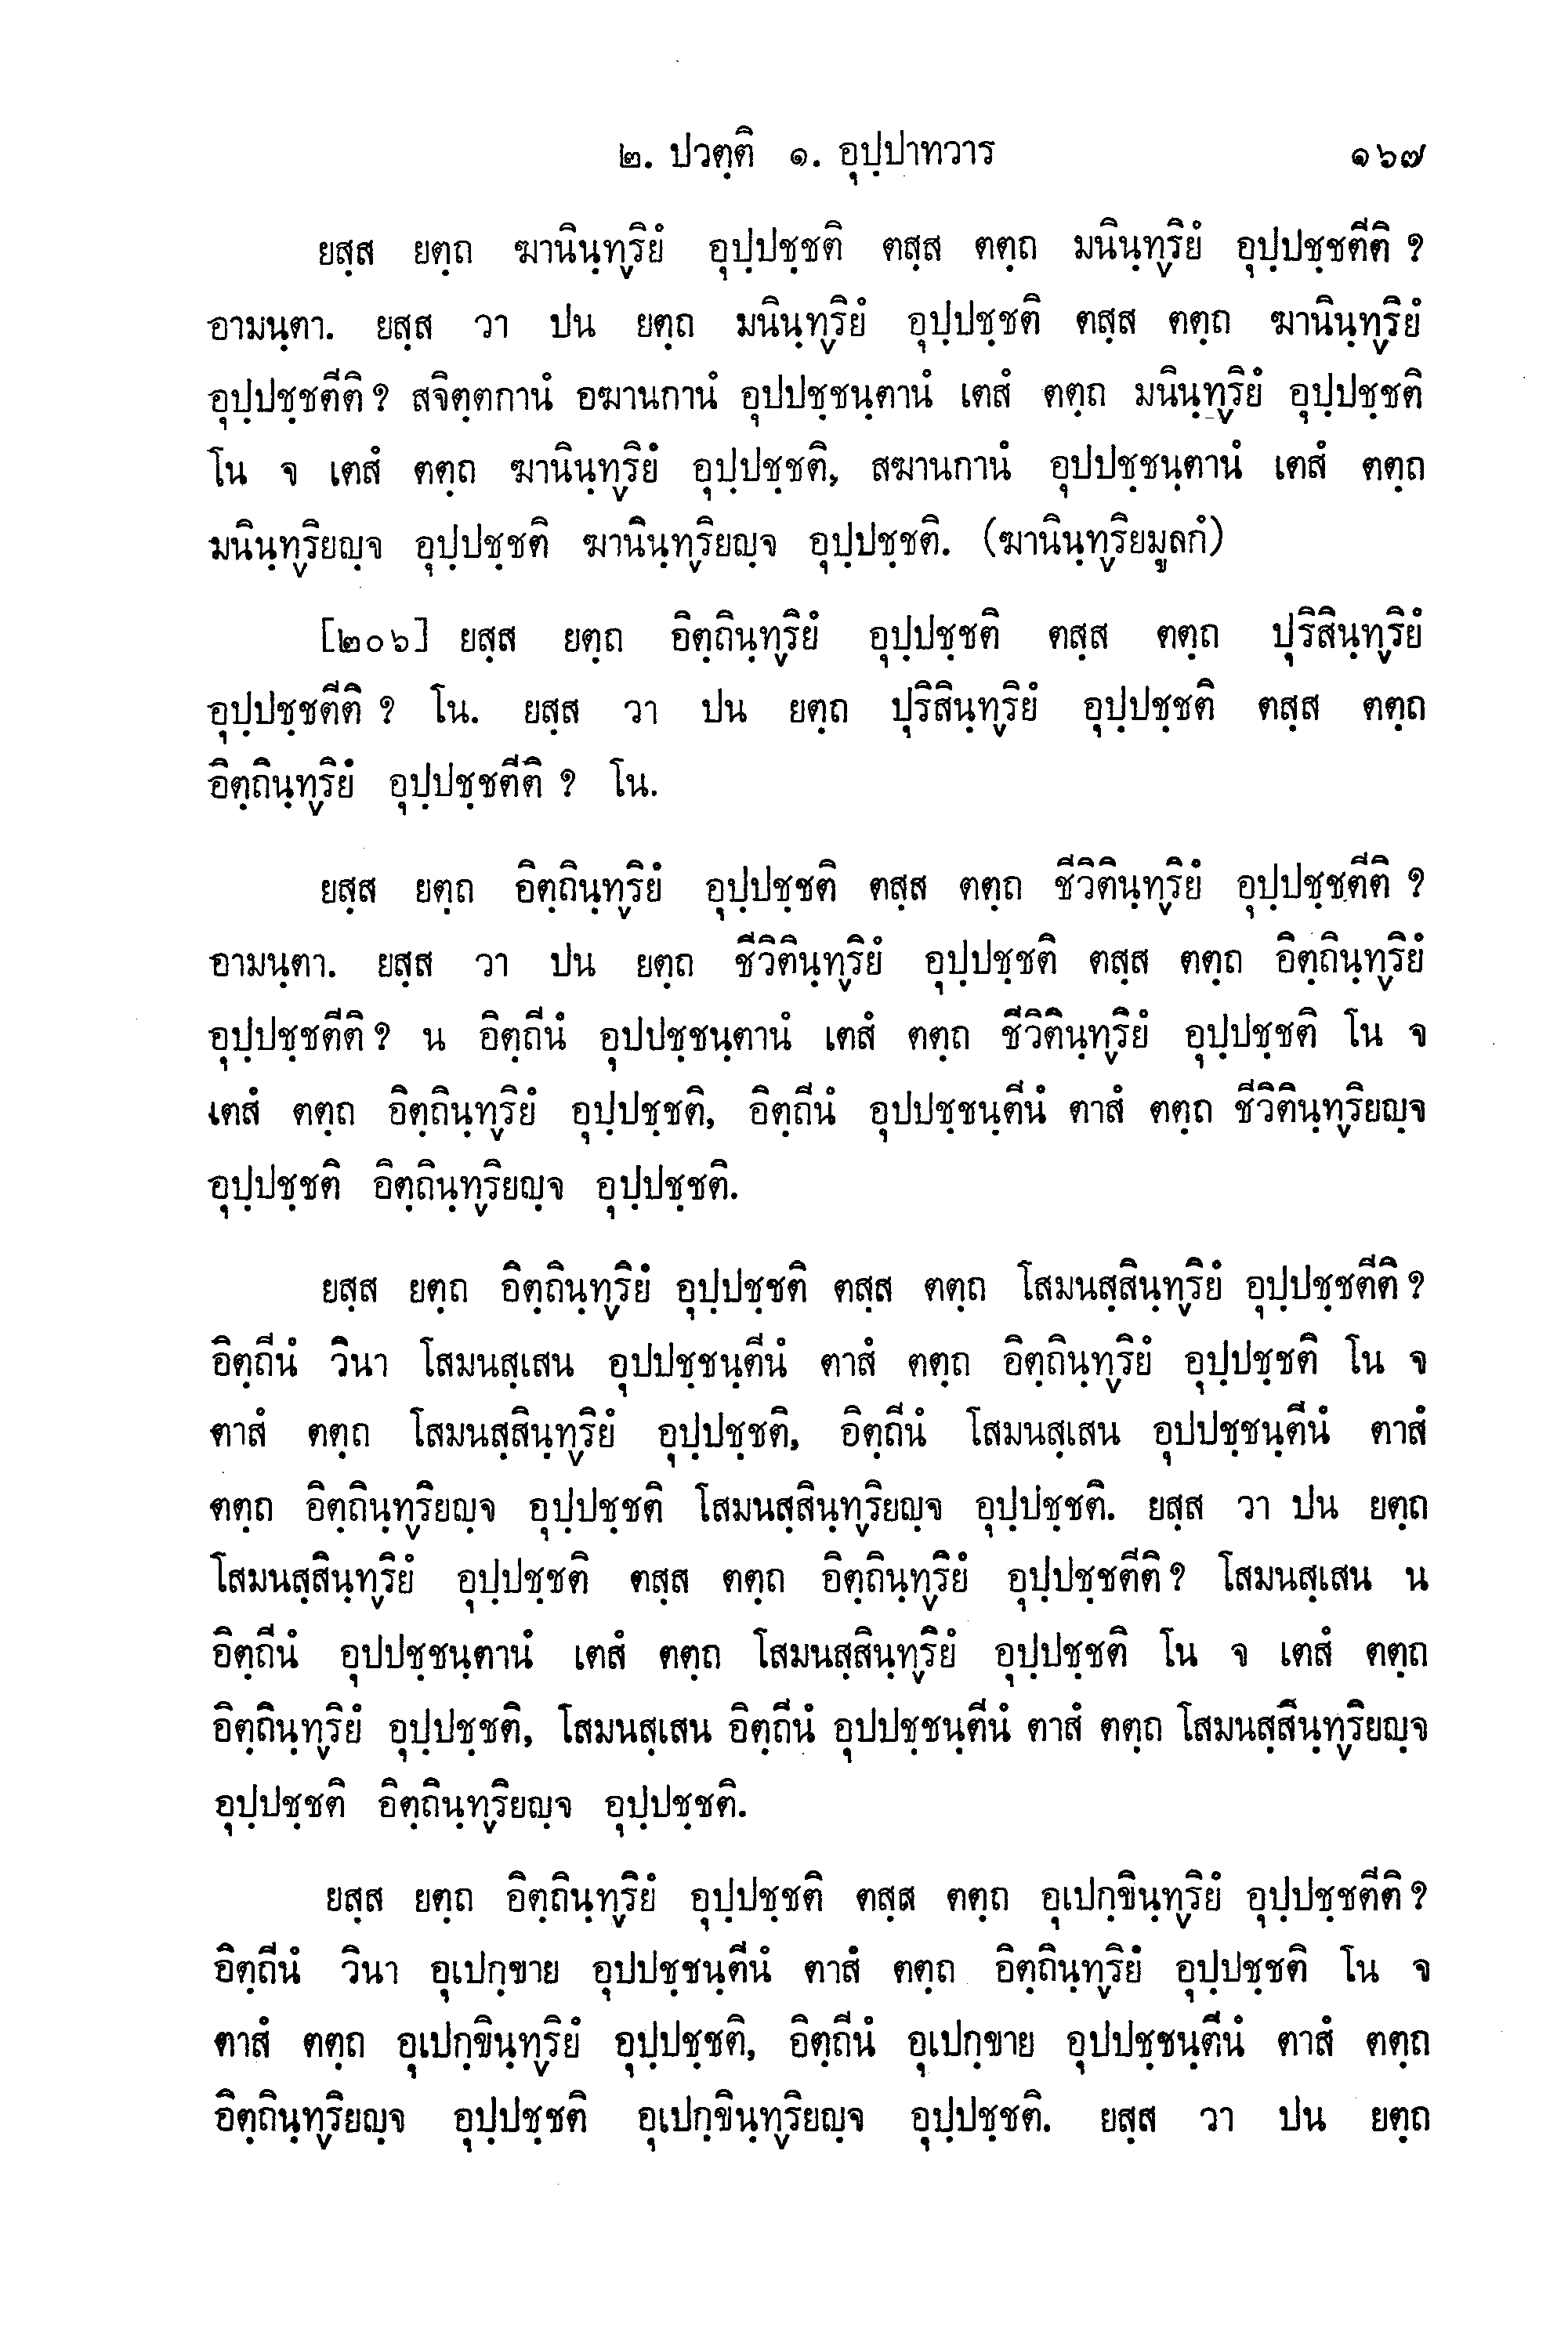 ๒. ปวตฺติ ๑. อุปฺปาทวาร ๑๖๗
ยสฺส ยตฺถ ฆานินฺทฺริยํ อุปฺปชฺชติ ตสฺส ตตฺถ มนินฺทฺริยํ อุปฺปชฺชตีติ ?
อามนฺตา. ยสฺส วา ปน ยตฺถ มนินฺทฺริยํ อุปฺปชฺชติ ตสฺส ตตฺถ ฆานินฺทฺริยํ
อุปฺปชฺชตีติ ? สจิตฺตกานํ อฆานกานํ อุปปชฺชนฺตานํ เตสํ ตตฺถ มนินฺทฺริยํ อุปฺปชฺชติ
โน จ เตสํ ตตฺถ ฆานินฺทฺริยํ อุปฺปชฺชติ, สฆานกานํ อุปปชฺชนฺตานํ เตสํ ตตฺถ
มนินฺทฺริยญฺจ อุปฺปชฺชติ ฆานินฺทฺริยญฺจ อุปฺปชฺชติ. (ฆานินฺทฺริยมูลกํ)
[๒๐๖] ยสฺส ยตฺถ อิตฺถินฺทฺริยํ อุปฺปชฺชติ ตสฺส ตตฺถ ปุริสินฺทฺริยํ
อุปฺปชฺชตีติ ? โน. ยสฺส วา ปน ยตฺถ ปุริสินฺทฺริยํ อุปฺปชฺชติ ตสฺส ตตฺถ
อิตฺถินฺทฺริยํ อุปฺปชฺชตีติ ? โน.
ยสฺส ยตฺถ อิตฺถินฺทฺริยํ อุปฺปชฺชติ ตสฺส ตตฺถ ชีวิตินฺทฺริยํ อุปฺปชฺชตีติ ?
อามนฺตา. ยสฺส วา ปน ยตฺถ ชีวิตินฺทฺริยํ อุปฺปชฺชติ ตสฺส ตตฺถ อิตฺถินฺทฺริยํ
อุปฺปชฺชตีติ ? น อิตฺถีนํ อุปปชฺชนฺตานํ เตสํ ตตฺถ ชีวิตินฺทฺริยํ อุปฺปชฺชติ โน จ
เตสํ ตตฺถ อิตฺถินฺทฺริยํ อุปฺปชฺชติ, อิตฺถีนํ อุปปชฺชนฺตีนํ ตาสํ ตตฺถ ชีวิตินฺทฺริยญฺจ
อุปฺปชฺชติ อิตฺถินฺทฺริยญฺจ อุปฺปชฺชติ.
ยสฺส ยตฺถ อิตฺถินฺทฺริยํ อุปฺปชฺชติ ตสฺส ตตฺถ โสมนสฺสินฺทฺริยํ อุปฺปชฺชตีติ ?
อิตฺถีนํ วินา โสมนสฺเสน อุปปชฺชนฺตีนํ ตาสํ ตตฺถ อิตฺถินฺทฺริยํ อุปฺปชฺชติ โน จ
ตาสํ ตตฺถ โสมนสฺสินฺทฺริยํ อุปฺปชฺชติ, อิตฺถีนํ โสมนสฺเสน อุปปชฺชนฺตีนํ ตาสํ
ตตฺถ อิตฺถินฺทฺริยญฺจ อุปฺปชฺชติ โสมนสฺสินฺทฺริยญฺจ อุปฺปชฺชติ. ยสฺส วา ปน ยตฺถ
โสมนสฺสินฺทฺริยํ อุปฺปชฺชติ ตสฺส ตตฺถ อิตฺถินฺทฺริยํ อุปฺปชฺชตีติ ? โสมนสฺเสน น
อิตฺถีนํ อุปปชฺชนฺตานํ เตสํ ตตฺถ โสมนสฺสินฺทฺริยํ อุปฺปชฺชติ โน จ เตสํ ตตฺถ
อิตฺถินฺทฺริยํ อุปฺปชฺชติ, โสมนสฺเสน อิตฺถีนํ อุปปชฺชนฺตีนํ ตาสํ ตตฺถ โสมนสฺสินฺทฺริยญฺจ
อุปฺปชฺชติ อิตฺถินฺทฺริยญฺจ อุปฺปชฺชติ.
ยสฺส ยตฺถ อิตฺถินฺทฺริยํ อุปฺปชฺชติ ตสฺส ตตฺถ อุเปกฺขินฺทฺริยํ อุปฺปชฺชตีติ ?
อิตฺถีนํ วินา อุเปกฺขาย อุปปชฺชนฺตีนํ ตาสํ ตตฺถ อิตฺถินฺทฺริยํ อุปฺปชฺชติ โน จ
ตาสํ ตตฺถ อุเปกฺขินฺทฺริยํ อุปฺปชฺชติ, อิตฺถีนํ อุเปกฺขาย อุปปชฺชนฺตีนํ ตาสํ ตตฺถ
อิตฺถินฺทฺริยญฺจ อุปฺปชฺชติ อุเปกฺขินฺทฺริยญฺจ อุปฺปชฺชติ. ยสฺส วา ปน ยตฺถ